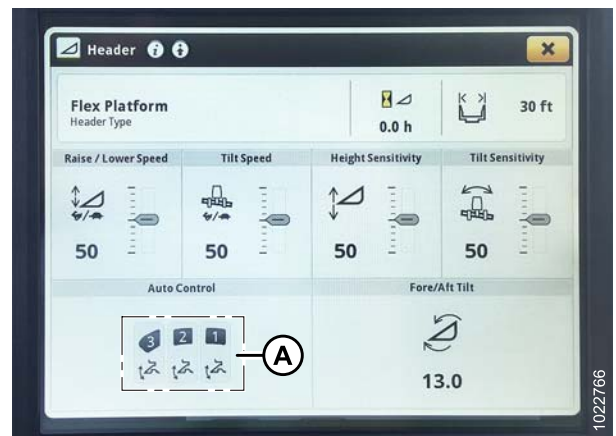 Header
Flex Platform
Header Type
0.0 h
30 ft
Raise / Lower Speed
Tilt Speed
Height Sensitivity
Tilt Sensitivity
50
50
50
50
Auto Control
Fore/Aft Tilt
3 2 1
A
13.0
1022766